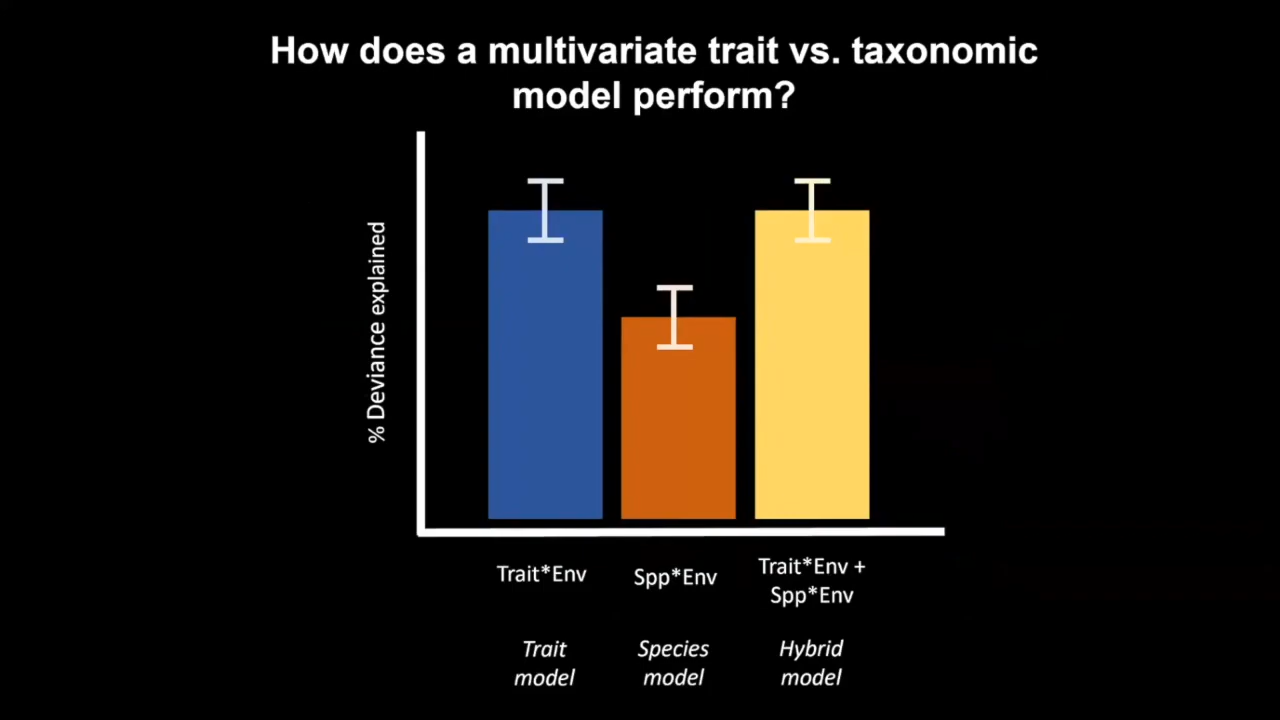 How does a multivariate trait vs. taxonomic
model perform?
% Deviance explained
Trait*Env
Spp*Env
Trait*Env +
Spp*Env
Trait
model
Species
model
Hybrid
model